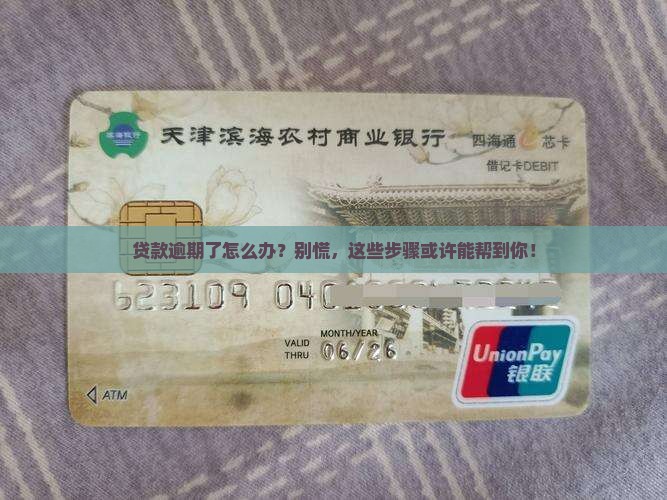 滨海银行
天津滨海农村商业银行
四海通 芯卡
借记卡DEBIT
贷款逾期了怎么办？别慌，这些步骤或许能帮到你！
623109 040
MONTH/YEAR
VALID THRU 06/26
ATM
UnionPay
银联